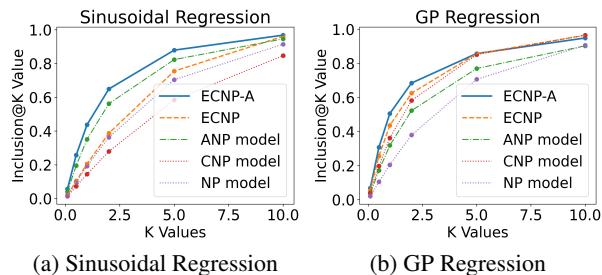 Sinusoidal Regression
Inclusion@K Value
1.0
0.8
0.6
0.4
0.2
0.0
ECNP-A
ECNP
ANP model
CNP model
NP model
0.0 2.5 5.0 7.5 10.0
K Values
(a) Sinusoidal Regression
GP Regression
Inclusion@K Value
1.0
0.8
0.6
0.4
0.2
0.0
ECNP-A
ECNP
ANP model
CNP model
NP model
0.0 2.5 5.0 7.5 10.0
K Values
(b) GP Regression